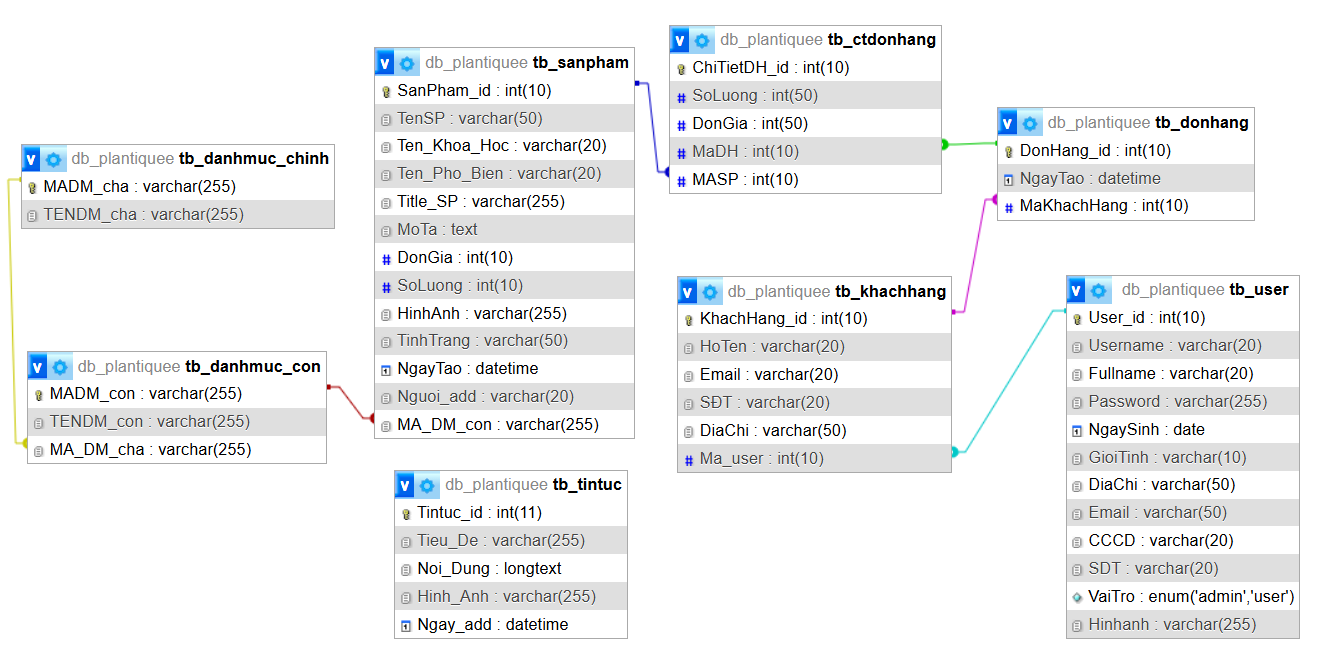 db_plantiquee tb_danhmuc_chinh
MADM_cha : varchar(255)
TENDM_cha : varchar(255)
db_plantiquee tb_danhmuc_con
MADM_con : varchar(255)
TENDM_con : varchar(255)
MA_DM_cha : varchar(255)
db_plantiquee tb_sanpham
SanPham_id : int(10)
TenSP : varchar(50)
Ten_Khoa_Hoc : varchar(20)
Ten_Pho_Bien : varchar(20)
Title_SP : varchar(255)
MoTa : text
# DonGia : int(10)
# SoLuong : int(10)
HinhAnh : varchar(255)
TinhTrang : varchar(50)
NgayTao : datetime
Nguoi_add : varchar(20)
MA_DM_con : varchar(255)
db_plantiquee tb_tintuc
Tintuc_id : int(11)
Tieu_De : varchar(255)
Noi_Dung : longtext
Hinh_Anh : varchar(255)
Ngay_add : datetime
db_plantiquee tb_ctdonhang
ChiTietDH_id : int(10)
# SoLuong : int(50)
# DonGia : int(50)
# MaDH : int(10)
# MASP : int(10)
db_plantiquee tb_khachhang
KhachHang_id : int(10)
HoTen : varchar(20)
Email : varchar(20)
SĐT : varchar(20)
DiaChi : varchar(50)
# Ma_user : int(10)
db_plantiquee tb_donhang
DonHang_id : int(10)
NgayTao : datetime
# MaKhachHang : int(10)
db_plantiquee tb_user
User_id : int(10)
Username : varchar(20)
Fullname : varchar(20)
Password : varchar(255)
NgaySinh : date
GioiTinh : varchar(10)
DiaChi : varchar(50)
Email : varchar(50)
CCCD : varchar(20)
SDT : varchar(20)
VaiTro : enum('admin','user')
Hinhanh : varchar(255)